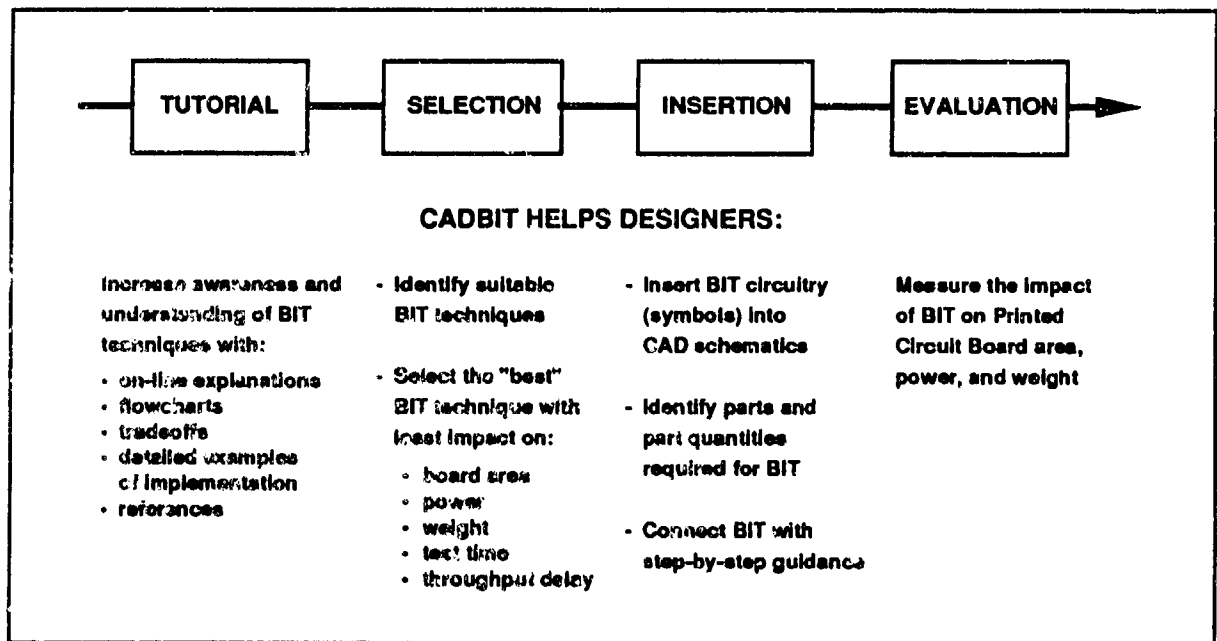 TUTORIAL
SELECTION
INSERTION
EVALUATION
CADBIT HELPS DESIGNERS:
Increase awareness and
understanding of BIT
techniques with:
• on-line explanations
• flowcharts
• tradeoffs
• detailed examples
of implementation
• references
- Identify suitable
BIT techniques
- Select the "best"
BIT technique with
least impact on:
• board area
• power
• weight
• test time
• throughput delay
- Insert BIT circuitry
(symbols) into
CAD schematics
- Identify parts and
part quantities
required for BIT
- Connect BIT with
step-by-step guidance
Measure the impact
of BIT on Printed
Circuit Board area,
power, and weight